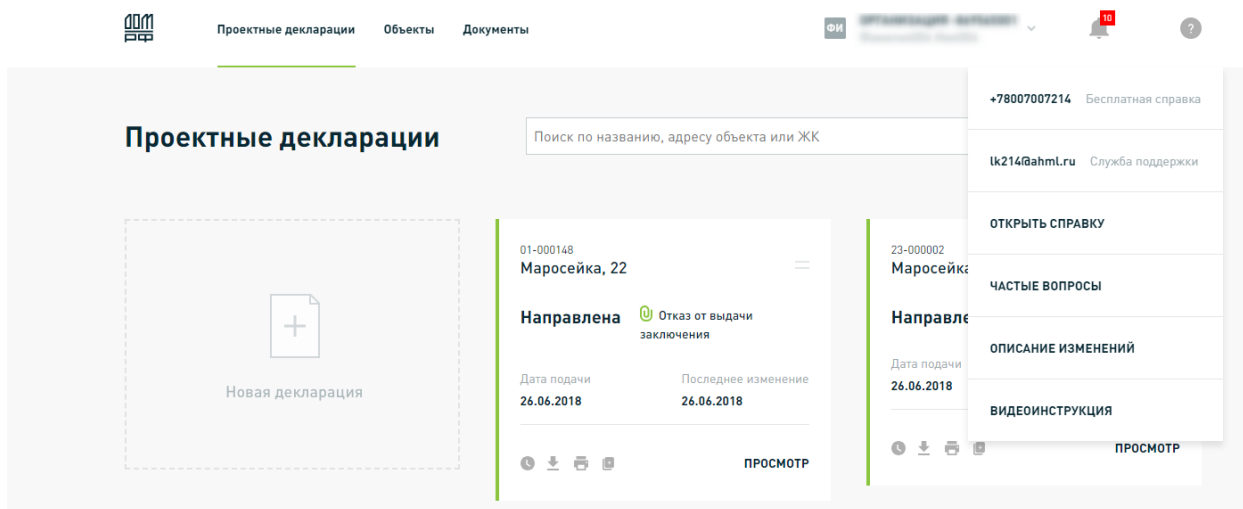 ДОМ
РФ
Проектные декларации
Объекты
Документы
ФИ
10
?
+78007007214 Бесплатная справка
lk214@ahml.ru Служба поддержки
ОТКРЫТЬ СПРАВКУ
ЧАСТЫЕ ВОПРОСЫ
ОПИСАНИЕ ИЗМЕНЕНИЙ
ВИДЕОИНСТРУКЦИЯ
Проектные декларации
Поиск по названию, адресу объекта или ЖК
Новая декларация
01-000148
Маросейка, 22
Направлена
Отказ от выдачи
заключения
Дата подачи
Последнее изменение
26.06.2018
26.06.2018
ПРОСМОТР
23-000002
Маросейка
Направле
Дата подачи
26.06.2018
ПРОСМОТР